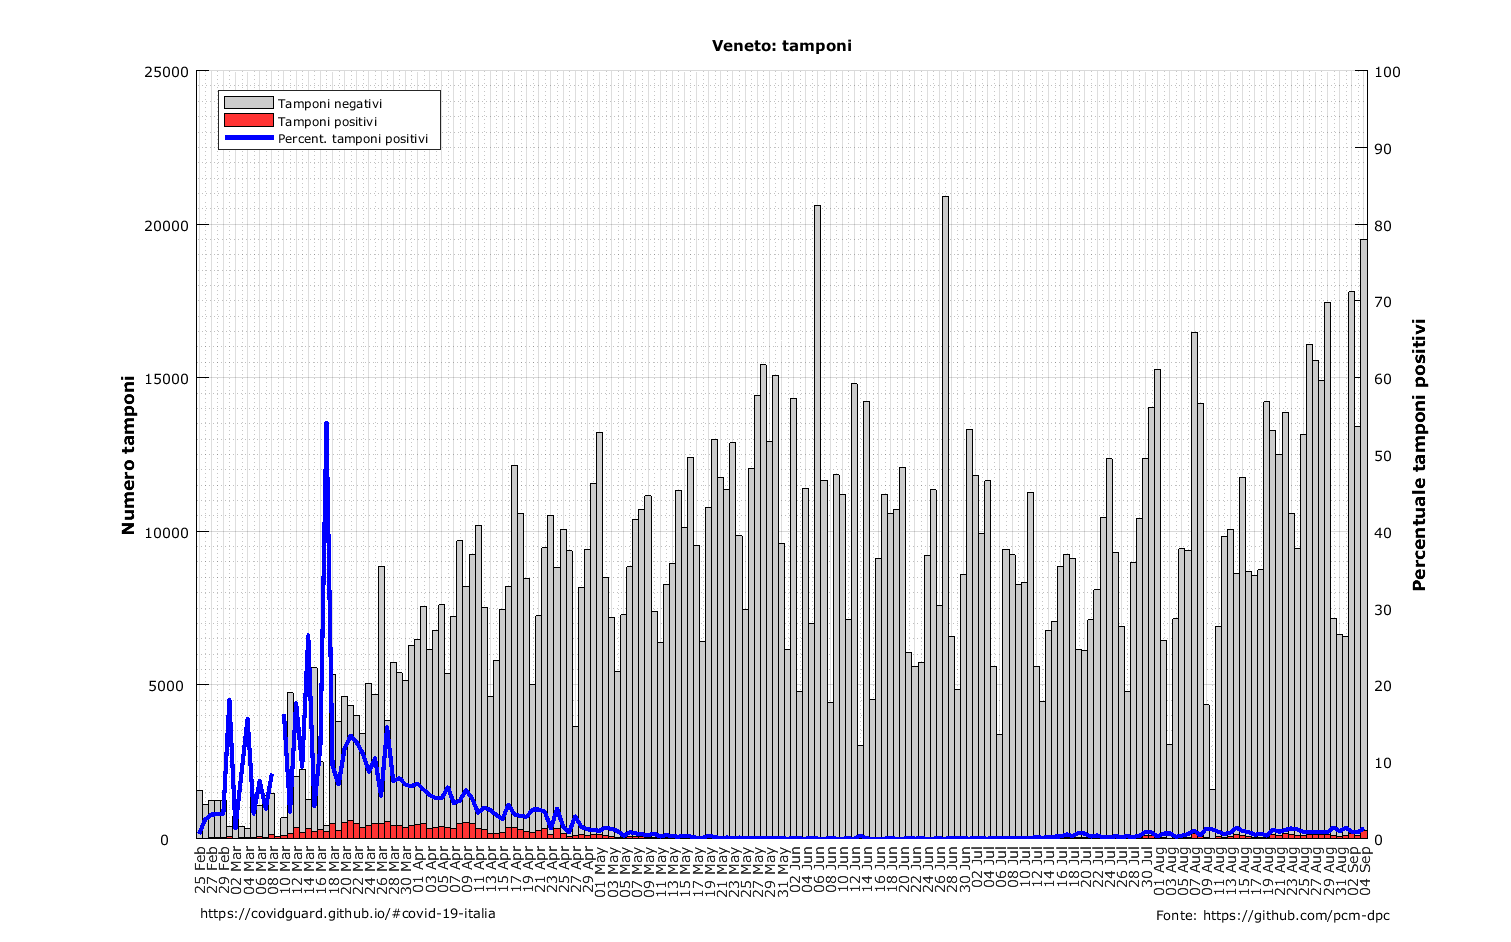 Veneto: tamponi
Tamponi negativi
Tamponi positivi
Percent. tamponi positivi
Numero tamponi
25000
20000
15000
10000
5000
0
100
90
80
70
60
50
40
30
20
10
0
Percentuale tamponi positivi
25 Feb
27 Feb
29 Feb
02 Mar
04 Mar
06 Mar
08 Mar
10 Mar
12 Mar
14 Mar
16 Mar
18 Mar
20 Mar
22 Mar
24 Mar
26 Mar
28 Mar
30 Mar
01 Apr
03 Apr
05 Apr
07 Apr
09 Apr
11 Apr
13 Apr
15 Apr
17 Apr
19 Apr
21 Apr
23 Apr
25 Apr
27 Apr
29 Apr
01 May
03 May
05 May
07 May
09 May
11 May
13 May
15 May
17 May
19 May
21 May
23 May
25 May
27 May
29 May
31 May
02 Jun
04 Jun
06 Jun
08 Jun
10 Jun
12 Jun
14 Jun
16 Jun
18 Jun
20 Jun
22 Jun
24 Jun
26 Jun
28 Jun
30 Jun
02 Jul
04 Jul
06 Jul
08 Jul
10 Jul
12 Jul
14 Jul
16 Jul
18 Jul
20 Jul
22 Jul
24 Jul
26 Jul
28 Jul
30 Jul
01 Aug
03 Aug
05 Aug
07 Aug
09 Aug
11 Aug
13 Aug
15 Aug
17 Aug
19 Aug
21 Aug
23 Aug
25 Aug
27 Aug
29 Aug
31 Aug
02 Sep
04 Sep
https://covidguard.github.io/#covid-19-italia
Fonte: https://github.com/pcm-dpc